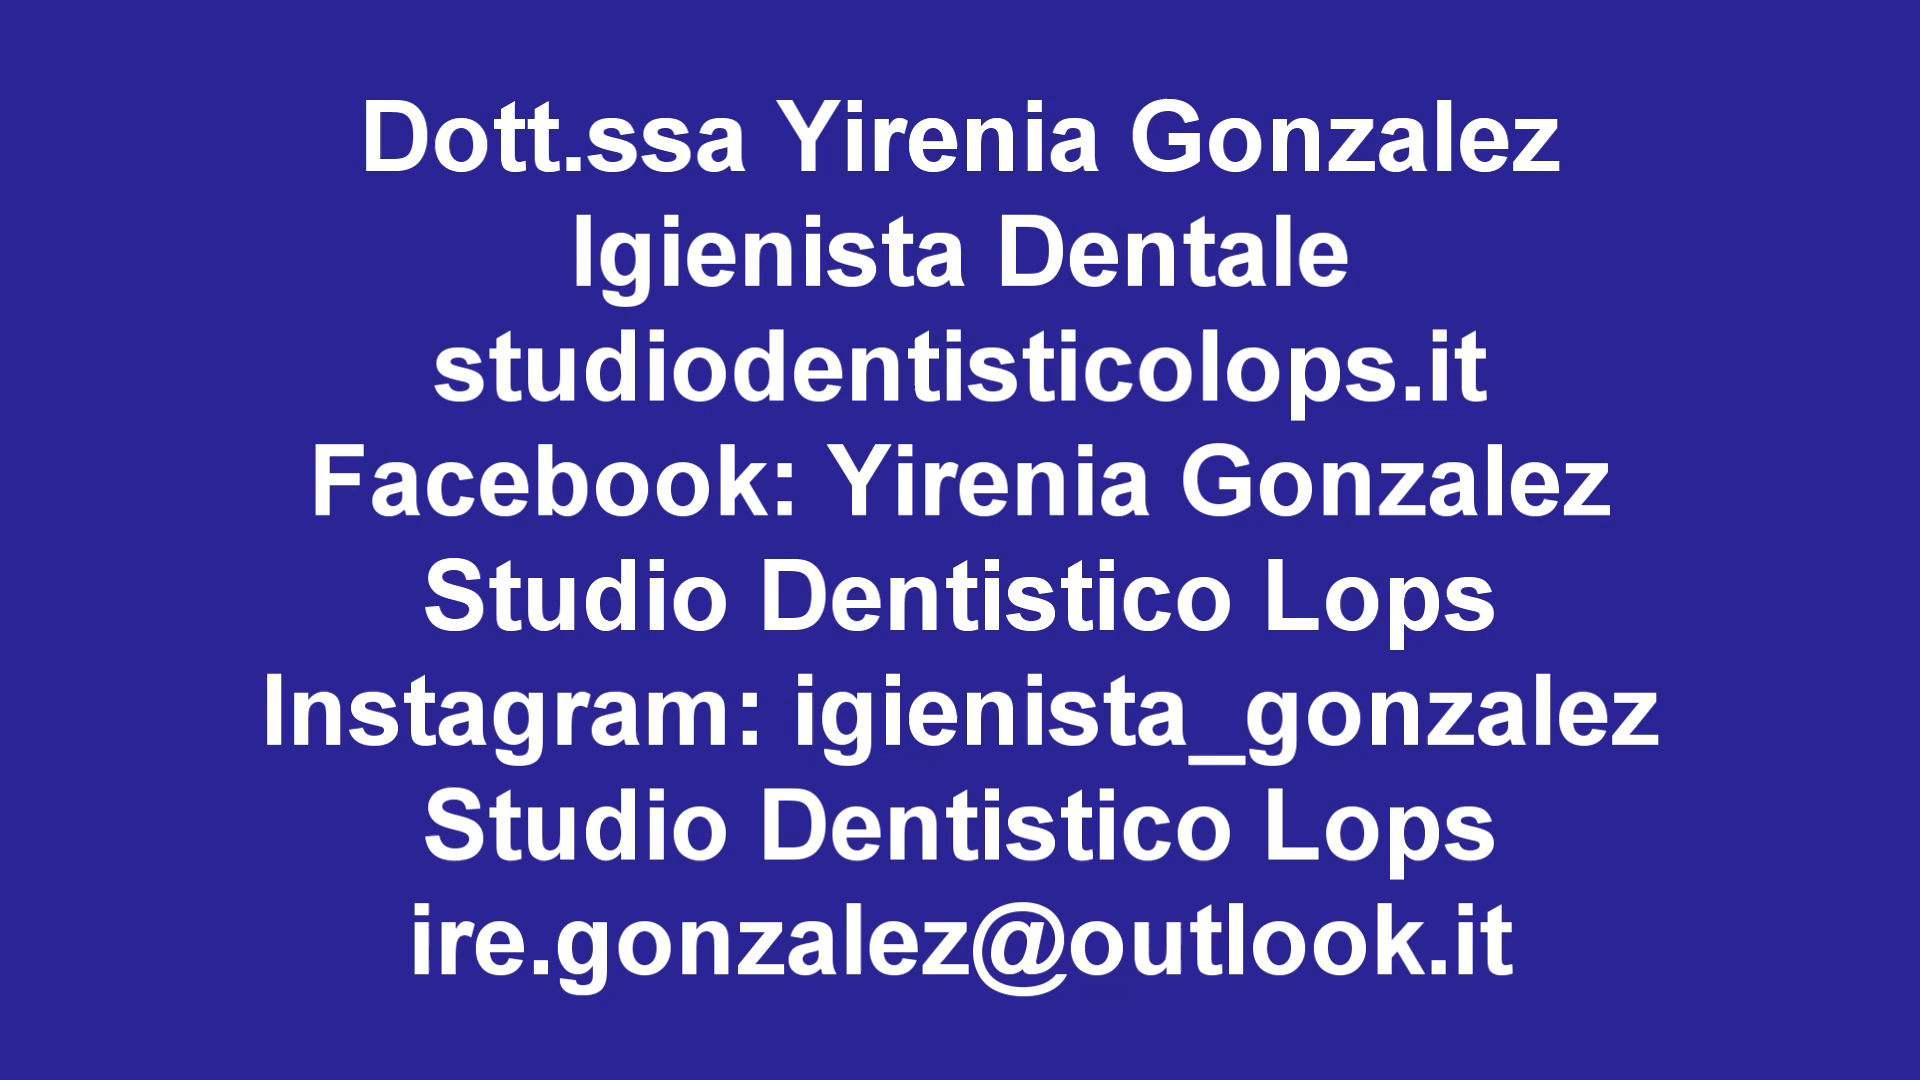 Dott.ssa Yirenia Gonzalez
Igienista Dentale
studiodentisticolops.it
Facebook: Yirenia Gonzalez
Studio Dentistico Lops
Instagram: igienista_gonzalez
Studio Dentistico Lops
ire.gonzalez@outlook.it